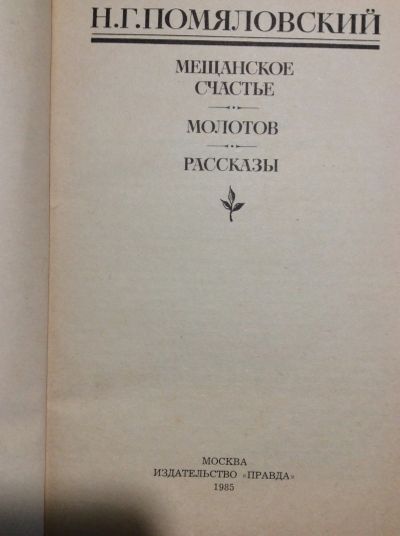 Н.Г.ПОМЯЛОВСКИЙ
МЕЩАНСКОЕ
СЧАСТЬЕ
МОЛОТОВ
РАССКАЗЫ
МОСКВА
ИЗДАТЕЛЬСТВО «ПРАВДА»
1985